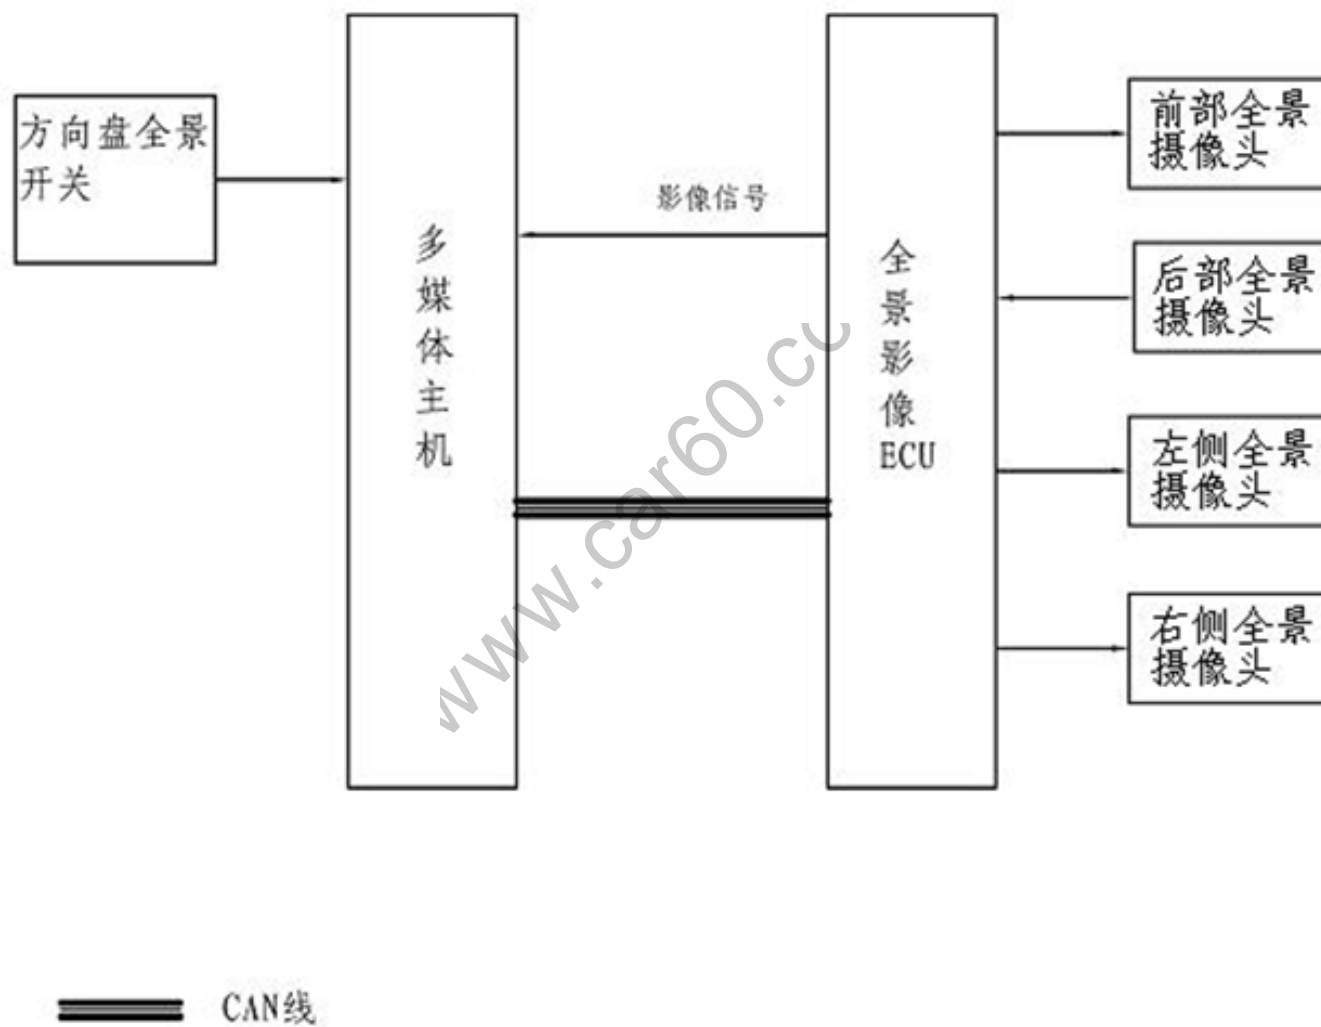 方向盘全景
开关
多
媒
体
主
机
影像信号
全
景
影
像
ECU
前部全景
摄像头
后部全景
摄像头
左侧全景
摄像头
右侧全景
摄像头
www.car60.co
CAN线